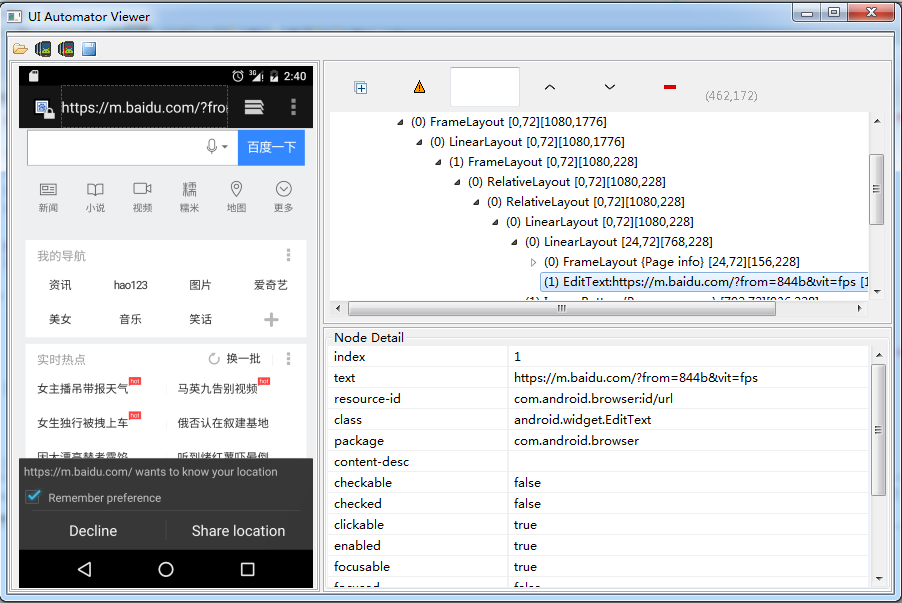 UI Automator Viewer
3G 2:40
https://m.baidu.com/?fro
百度一下
新闻 小说 视频 糯米 地图 更多
糯
我的导航
资讯 hao123 图片 爱奇艺
美女 音乐 笑话
实时热点 换一批
女主播吊带报天气 hot 马英九告别视频 hot
女生独行被拽上车 hot 俄否认在叙建基地
https://m.baidu.com/ wants to know your location
Remember preference
Decline Share location
(462,172)
(0) FrameLayout [0,72][1080,1776]
(0) LinearLayout [0,72][1080,1776]
(1) FrameLayout [0,72][1080,228]
(0) RelativeLayout [0,72][1080,228]
(0) RelativeLayout [0,72][1080,228]
(0) LinearLayout [0,72][1080,228]
(0) LinearLayout [24,72][768,228]
(0) FrameLayout {Page info} [24,72][156,228]
(1) EditText:https://m.baidu.com/?from=844b&vit=fps [1
Node Detail
index 1
text https://m.baidu.com/?from=844b&vit=fps
resource-id com.android.browser:id/url
class android.widget.EditText
package com.android.browser
content-desc
checkable false
checked false
clickable true
enabled true
focusable true
focused false